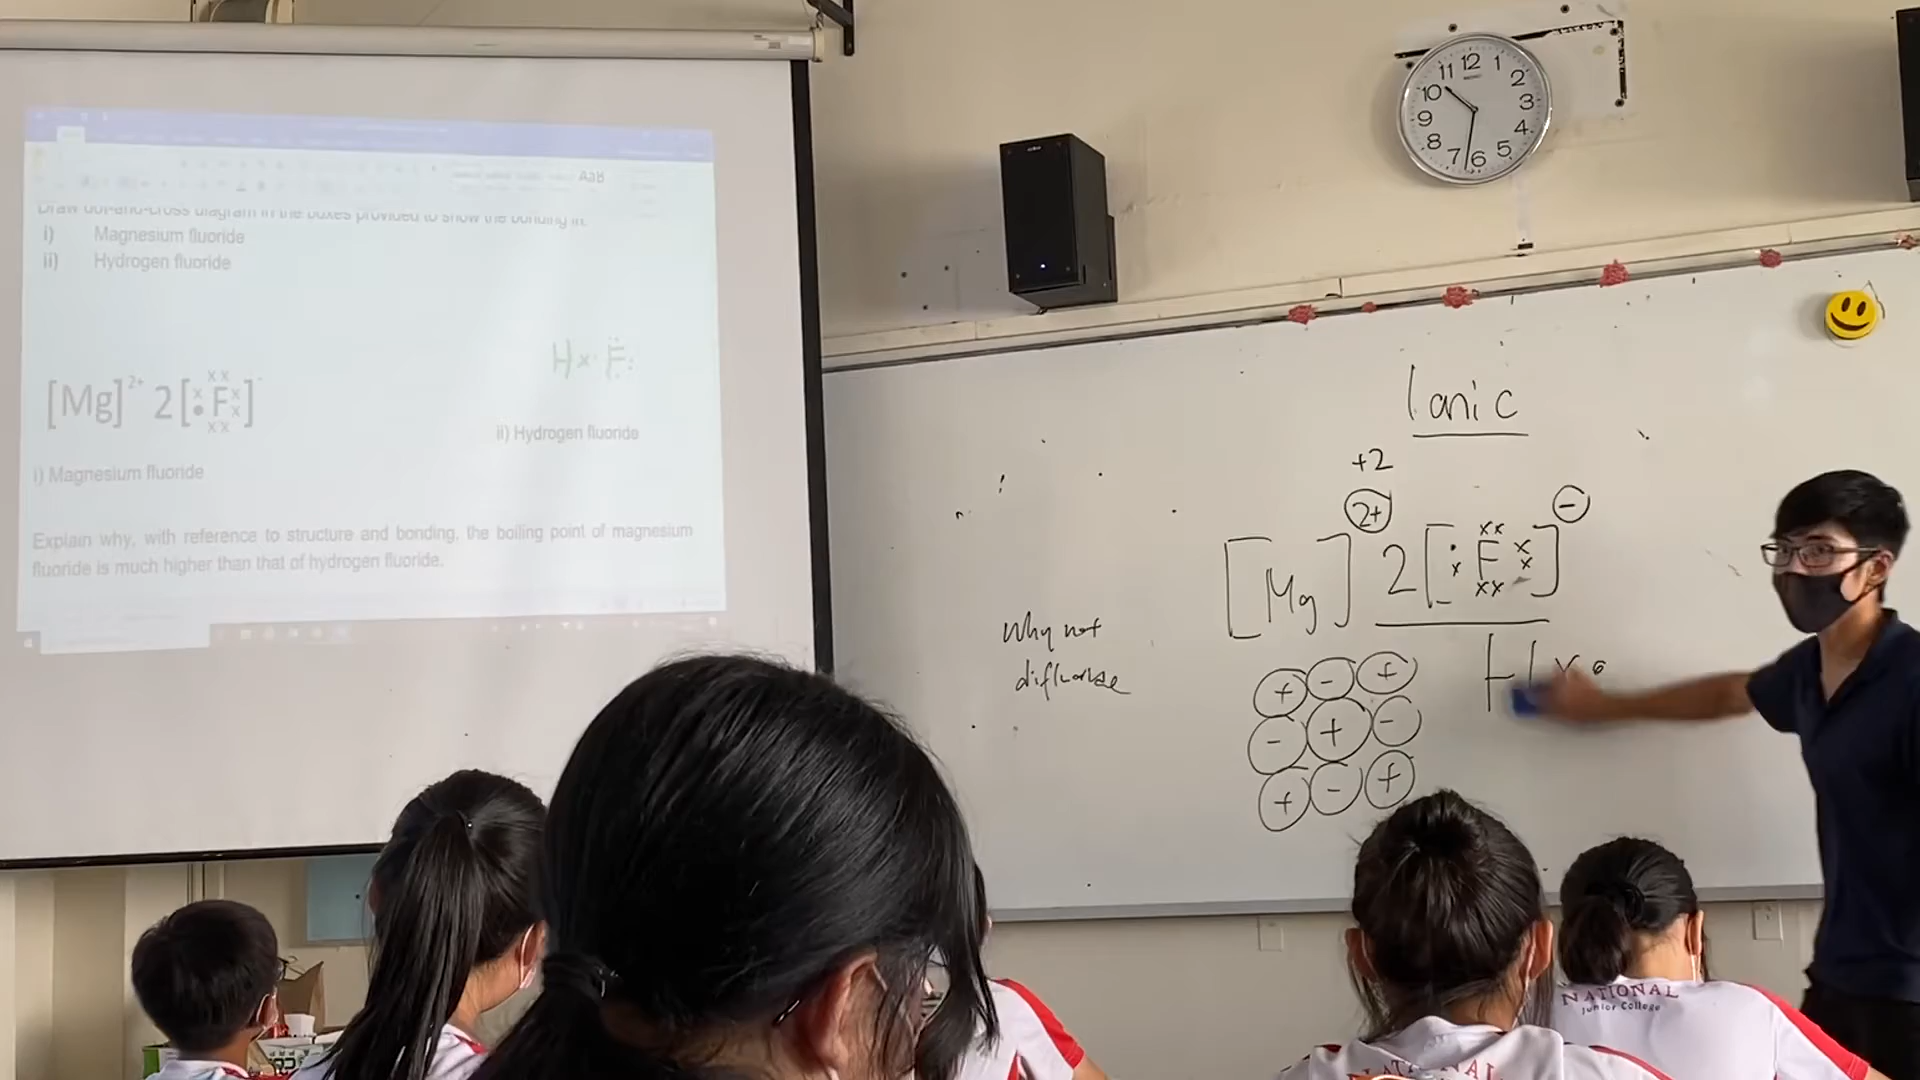 AaB
Draw dot-and-cross diagram in the boxes provided to show the bonding in:
i) Magnesium fluoride
ii) Hydrogen fluoride
H× · F:
[Mg]²⁺ 2[F]⁻
ii) Hydrogen fluoride
i) Magnesium fluoride
Explain why, with reference to structure and bonding, the boiling point of magnesium
fluoride is much higher than that of hydrogen fluoride.
11 12 1
10 2
9 3
8 4
7 6 5
Ionic
+2
2+ −
[Mg] 2[F]
Why not
+ − +
− + −
+ − +
H x
NATIONAL
Junior College